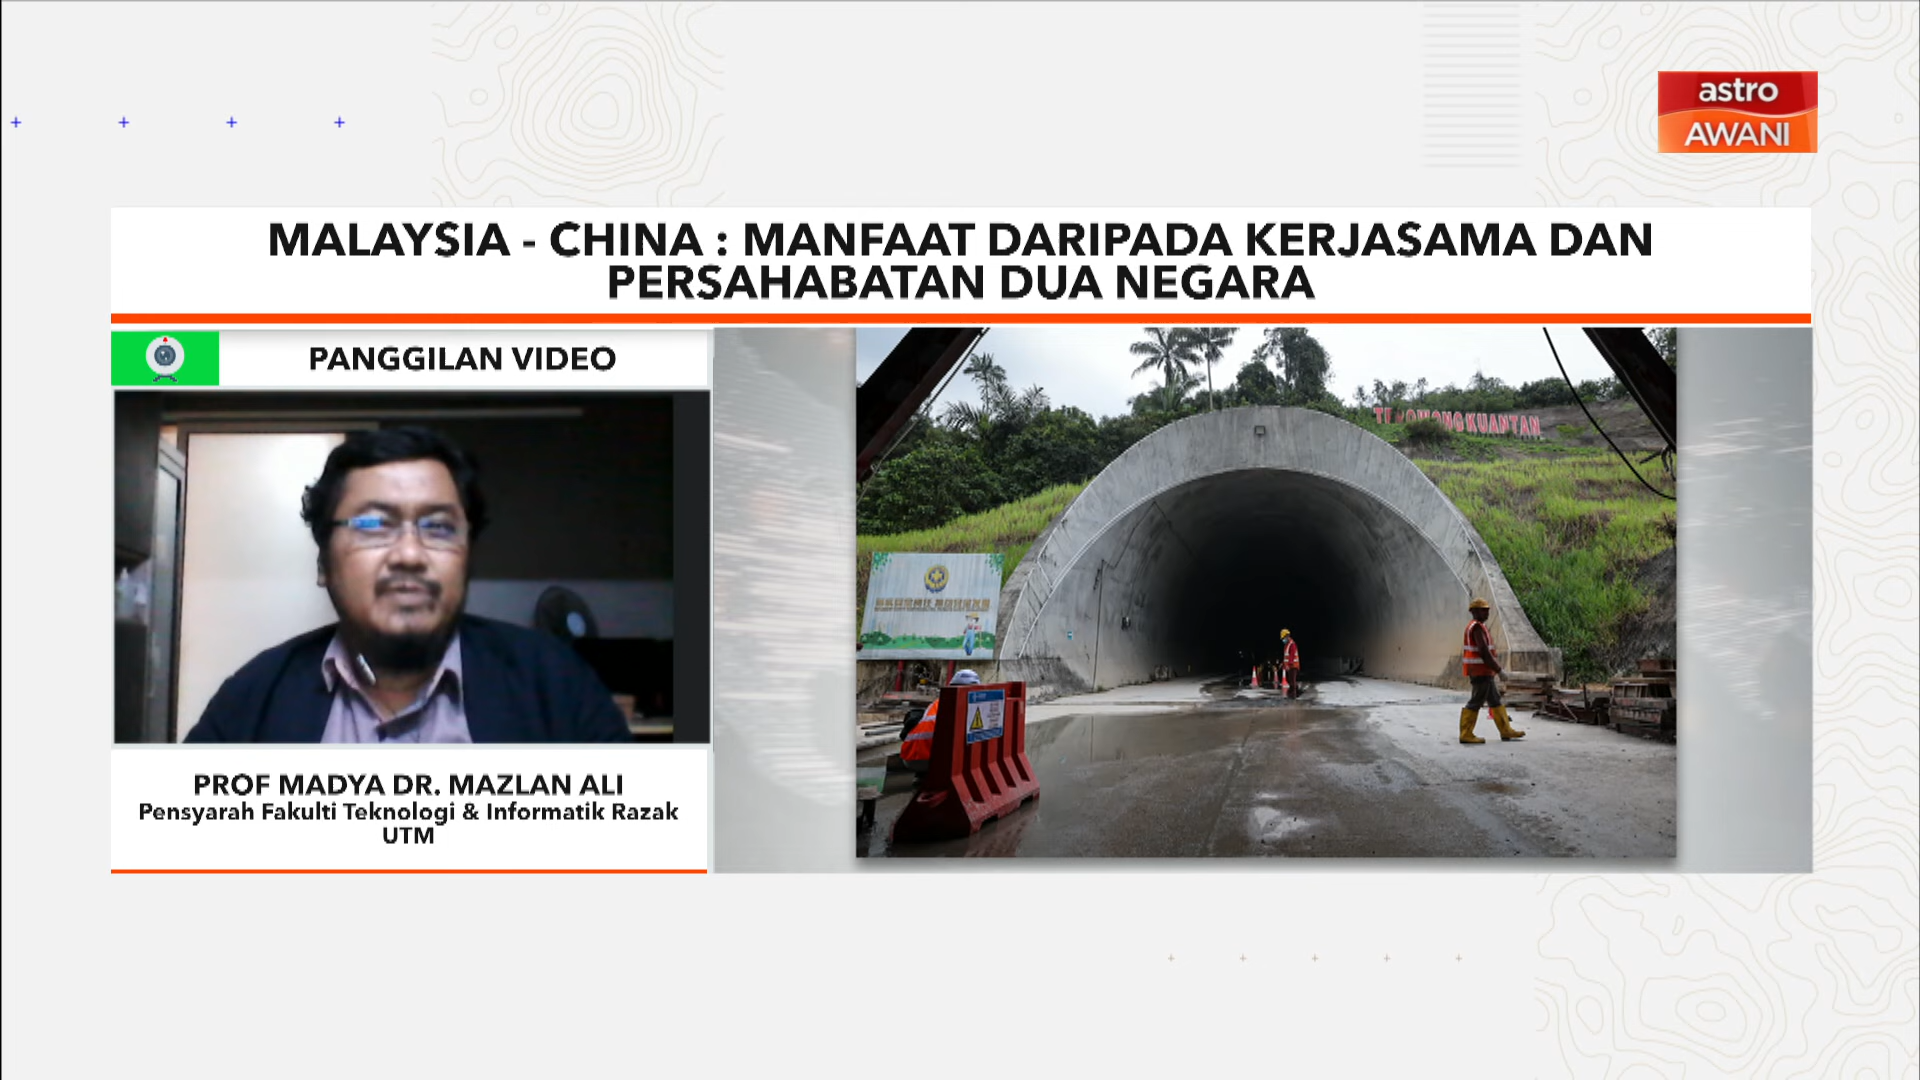 astro
AWANI
MALAYSIA - CHINA : MANFAAT DARIPADA KERJASAMA DAN
PERSAHABATAN DUA NEGARA
PANGGILAN VIDEO
KUANTAN
PROF MADYA DR. MAZLAN ALI
Pensyarah Fakulti Teknologi & Informatik Razak
UTM